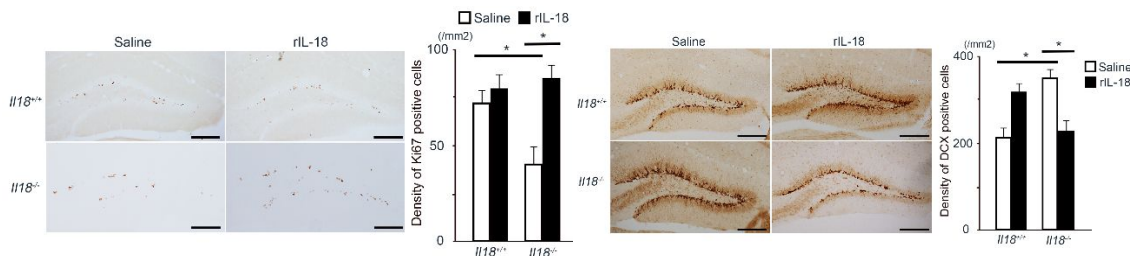 Saline rIL-18
Saline
rIL-18
Il18+/+
Il18-/-
(/mm2)
100
50
0
Density of Ki67 positive cells
*
*
Il18+/+
Il18-/-
Saline
rIL-18
Il18+/+
Il18-/-
(/mm2)
400
200
0
Density of DCX positive cells
*
*
Saline
rIL-18
Il18+/+
Il18-/-